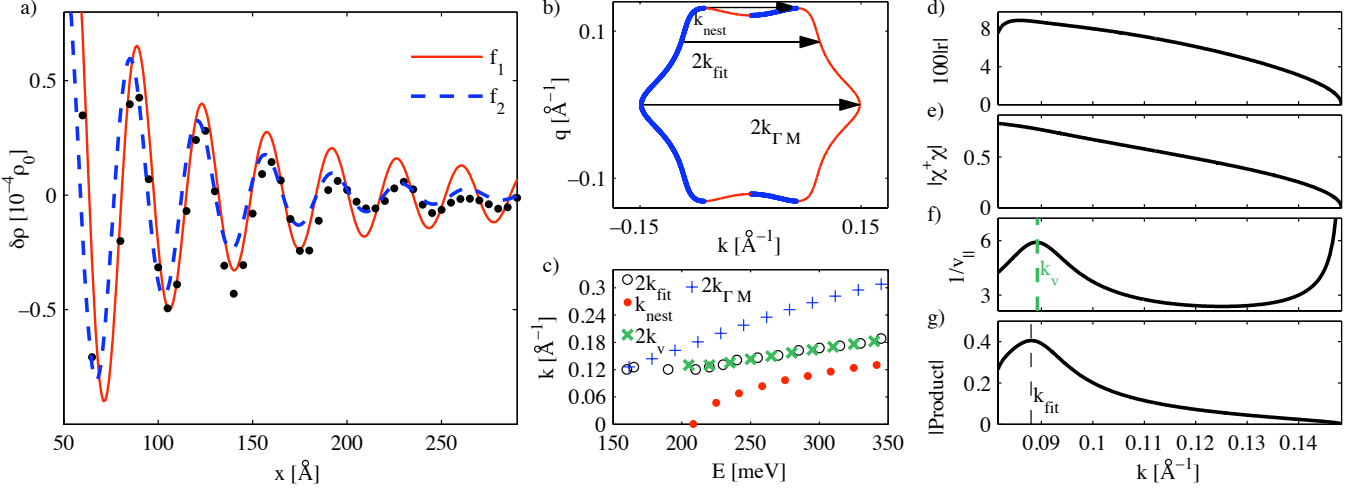 a)
δρ [10⁻⁴ρ₀]
0.5
0
−0.5
f₁
f₂
50
100
150
200
250
x [Å]
b)
q [Å⁻¹]
0.1
−0.1
k_nest
2k_fit
2k_ΓM
−0.15
0.15
k [Å⁻¹]
c)
k [Å⁻¹]
0.3
0.24
0.18
0.12
0.06
0
2k_fit
k_nest
2k_v
2k_ΓM
150
200
250
300
350
E [meV]
d)
100|r|
8
4
0
e)
|χ⁺χ|
0.5
0
f)
1/v_||
6
3
k_v
g)
|Product|
0.4
0.2
0
k_fit
0.09
0.1
0.11
0.12
0.13
0.14
k [Å⁻¹]